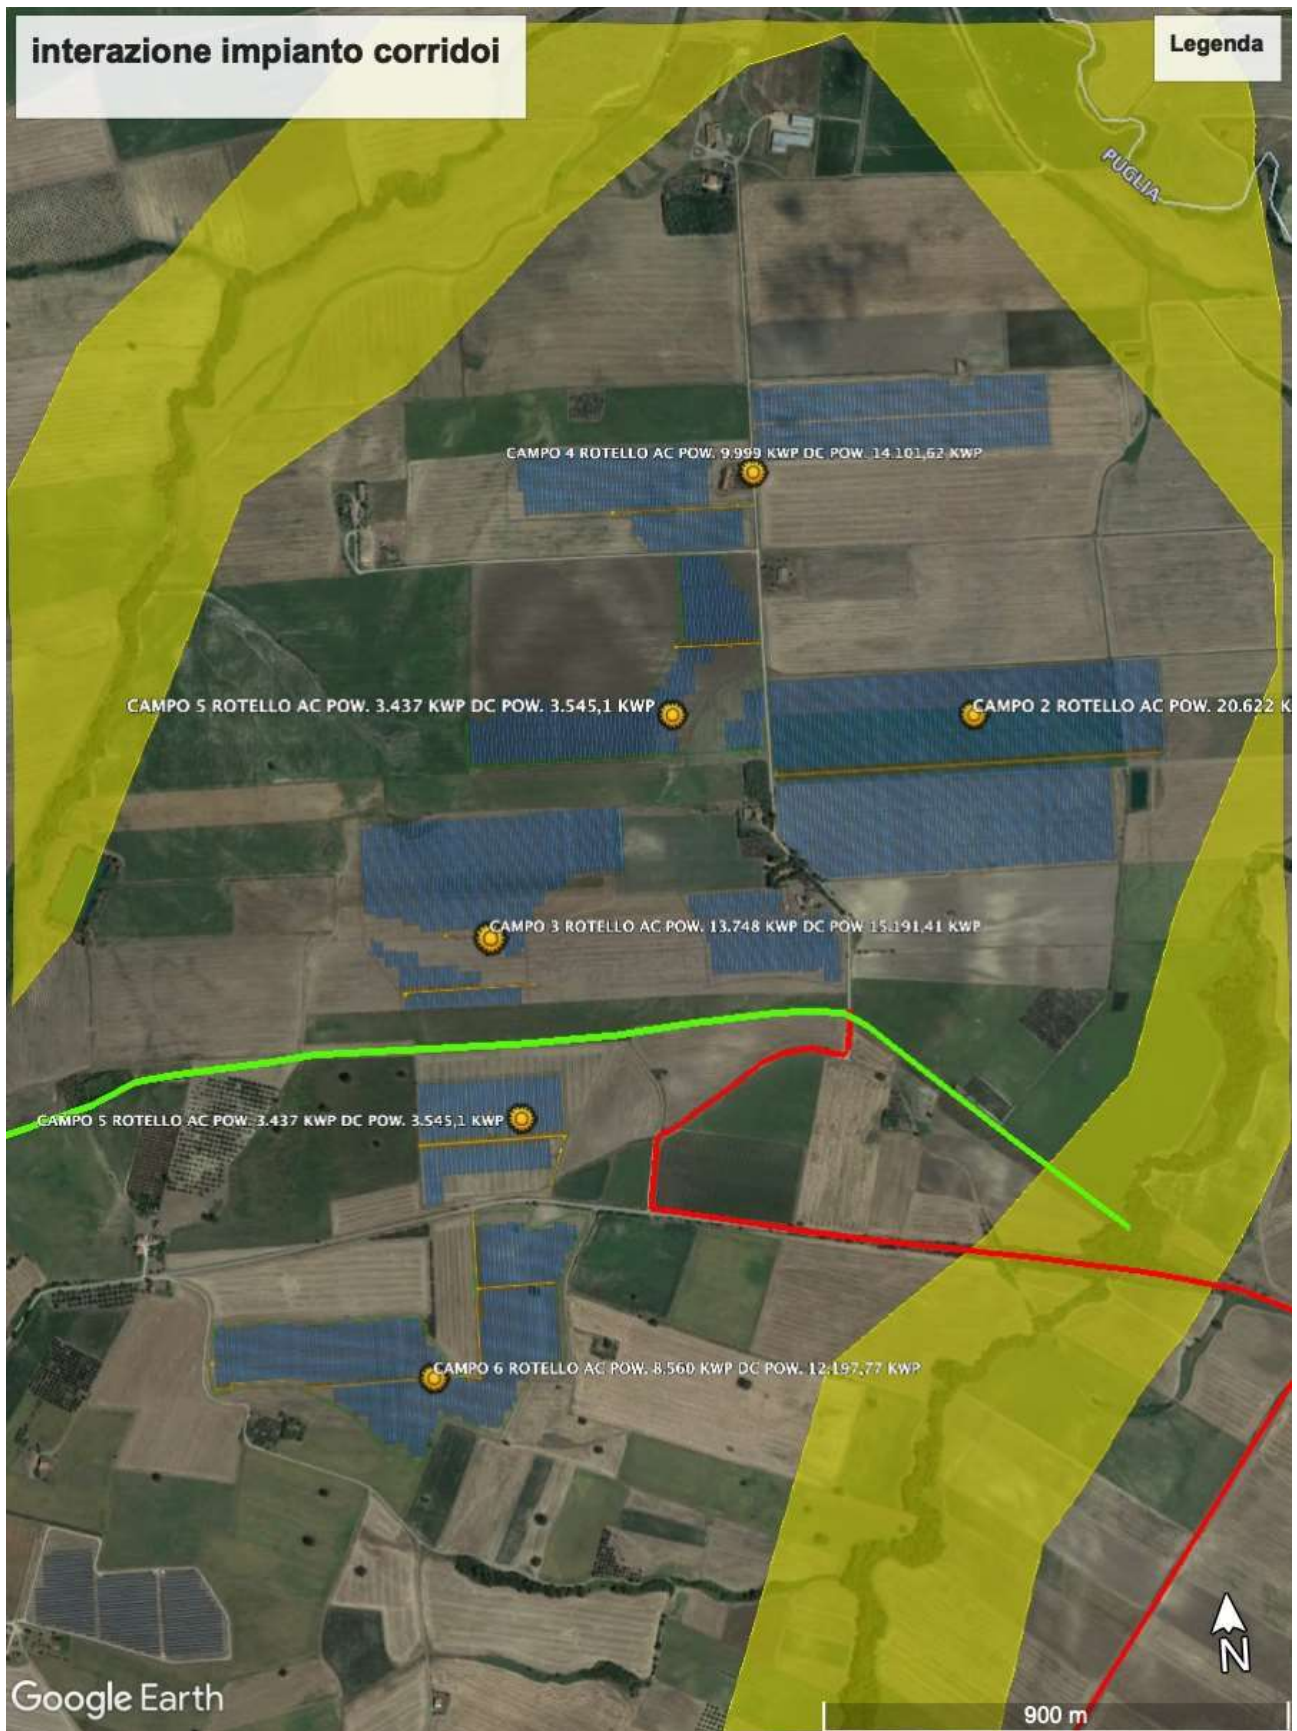 interazione impianto corridoi
Legenda
PUGLIA
CAMPO 4 ROTELLO AC POW. 9.999 KWP DC POW. 14.101,62 KWP
CAMPO 5 ROTELLO AC POW. 3.437 KWP DC POW. 3.545,1 KWP
CAMPO 2 ROTELLO AC POW. 20.622 K
CAMPO 3 ROTELLO AC POW. 13.748 KWP DC POW 15.191,41 KWP
CAMPO 5 ROTELLO AC POW. 3.437 KWP DC POW. 3.545,1 KWP
CAMPO 6 ROTELLO AC POW. 8.560 KWP DC POW. 12.197,77 KWP
N
Google Earth
900 m